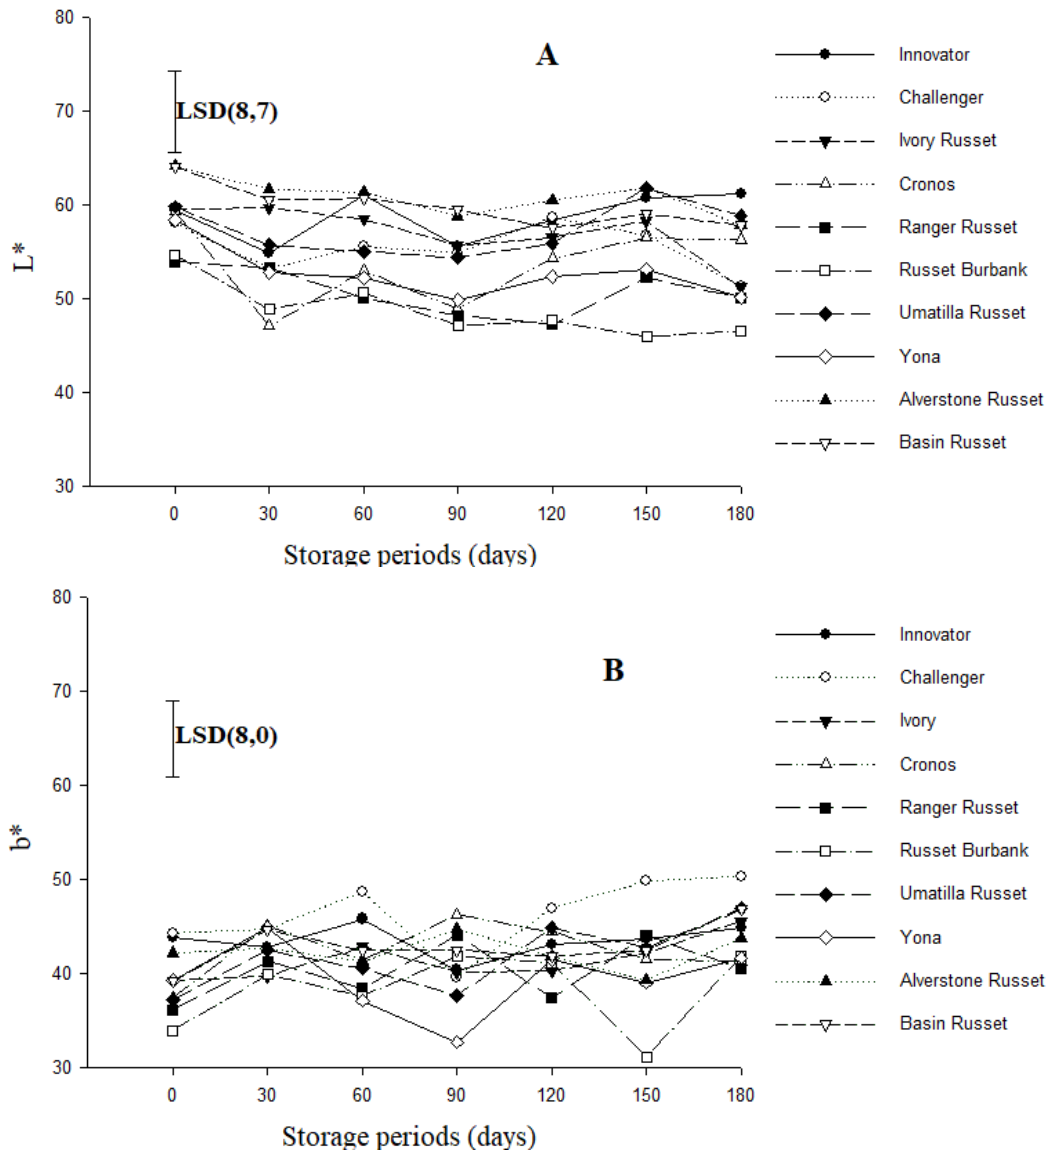 80
A
Innovator
70
LSD(8,7)
Challenger
Ivory Russet
60
Cronos
Ranger Russet
L*
Russet Burbank
50
Umatilla Russet
Yona
40
Alverstone Russet
Basin Russet
30
0 30 60 90 120 150 180
Storage periods (days)
80
Innovator
B
Challenger
70
Ivory
LSD(8,0)
Cronos
60
Ranger Russet
b*
Russet Burbank
50
Umatilla Russet
Yona
40
Alverstone Russet
Basin Russet
30
0 30 60 90 120 150 180
Storage periods (days)